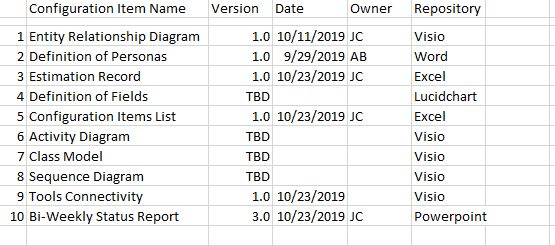 Configuration Item Name Version Date Owner Repository
1 Entity Relationship Diagram 1.0 10/11/2019 JC Visio
2 Definition of Personas 1.0 9/29/2019 AB Word
3 Estimation Record 1.0 10/23/2019 JC Excel
4 Definition of Fields TBD Lucidchart
5 Configuration Items List 1.0 10/23/2019 JC Excel
6 Activity Diagram TBD Visio
7 Class Model TBD Visio
8 Sequence Diagram TBD Visio
9 Tools Connectivity 1.0 10/23/2019 Visio
10 Bi-Weekly Status Report 3.0 10/23/2019 JC Powerpoint